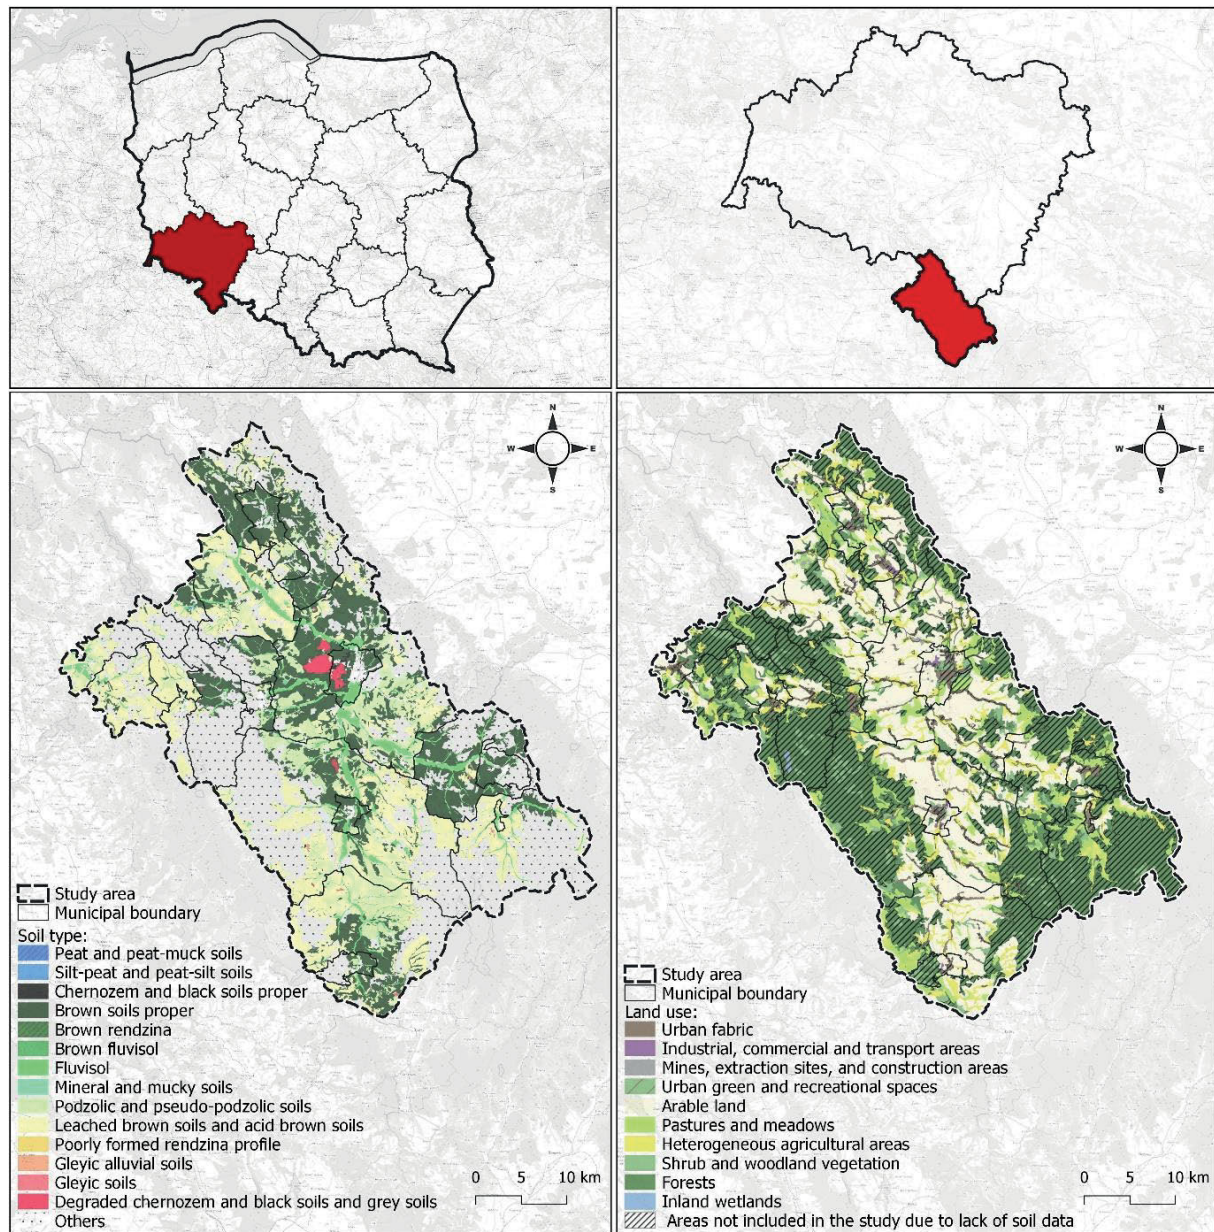 N
W E
S
Study area
Municipal boundary
Soil type:
Peat and peat-muck soils
Silt-peat and peat-silt soils
Chernozem and black soils proper
Brown soils proper
Brown rendzina
Brown fluvisol
Fluvisol
Mineral and mucky soils
Podzolic and pseudo-podzolic soils
Leached brown soils and acid brown soils
Poorly formed rendzina profile
Gleyic alluvial soils
Gleyic soils
Degraded chernozem and black soils and grey soils
Others
0 5 10 km
N
W E
S
Study area
Municipal boundary
Land use:
Urban fabric
Industrial, commercial and transport areas
Mines, extraction sites, and construction areas
Urban green and recreational spaces
Arable land
Pastures and meadows
Heterogeneous agricultural areas
Shrub and woodland vegetation
Forests
Inland wetlands
Areas not included in the study due to lack of soil data
0 5 10 km